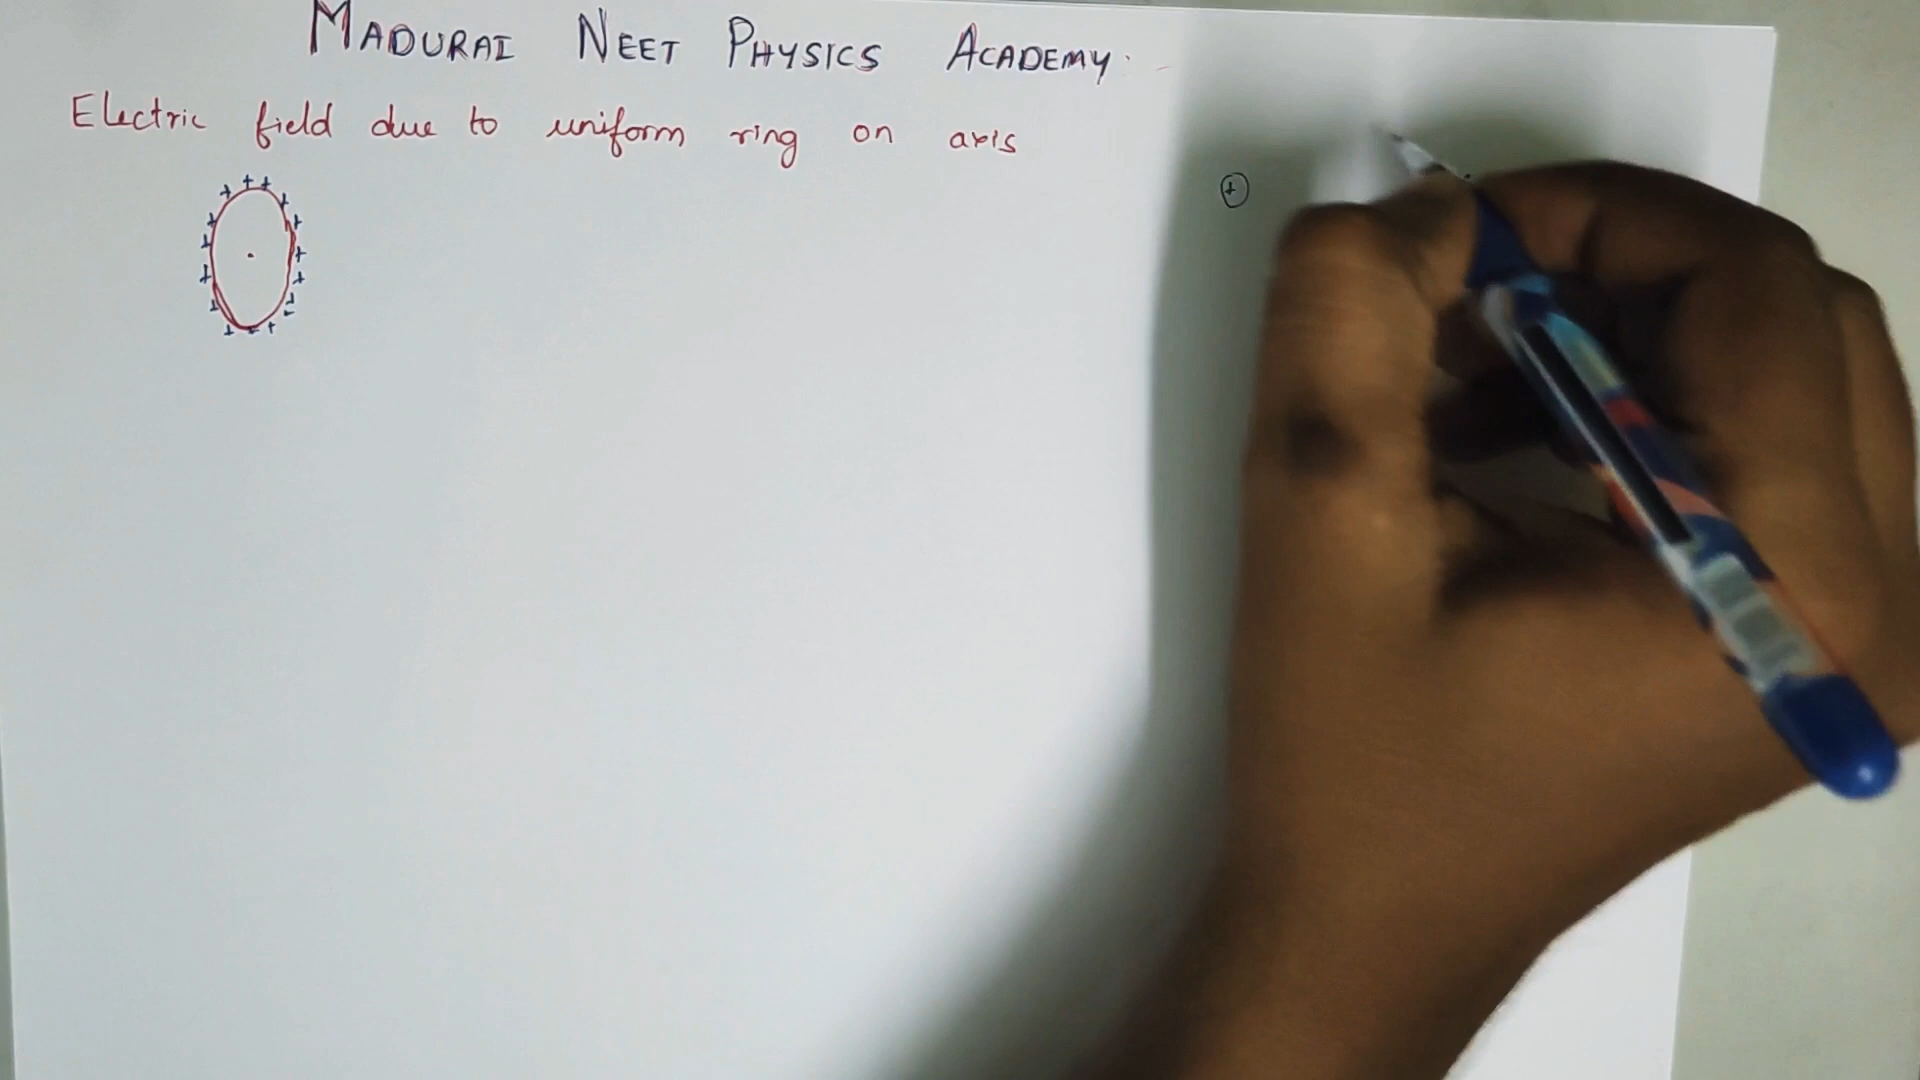 MADURAI NEET PHYSICS ACADEMY
Electric field due to uniform ring on axis